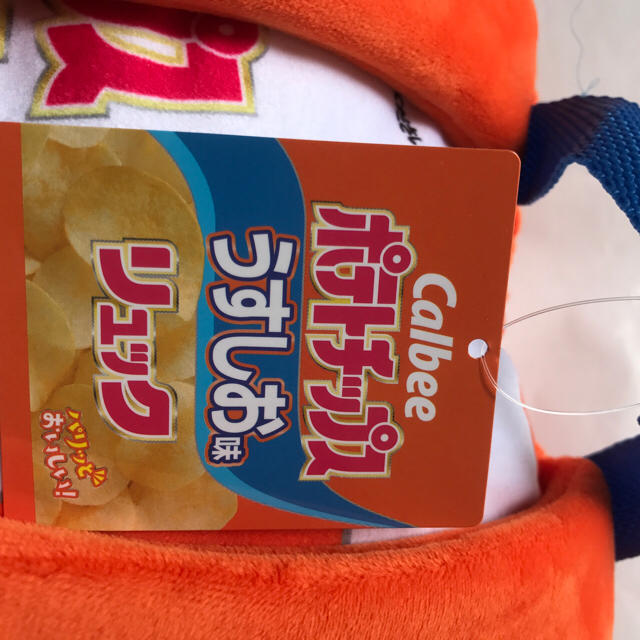 Calbee
ポテトチップス
うすしお味
リュック
パリッと
おいしい!